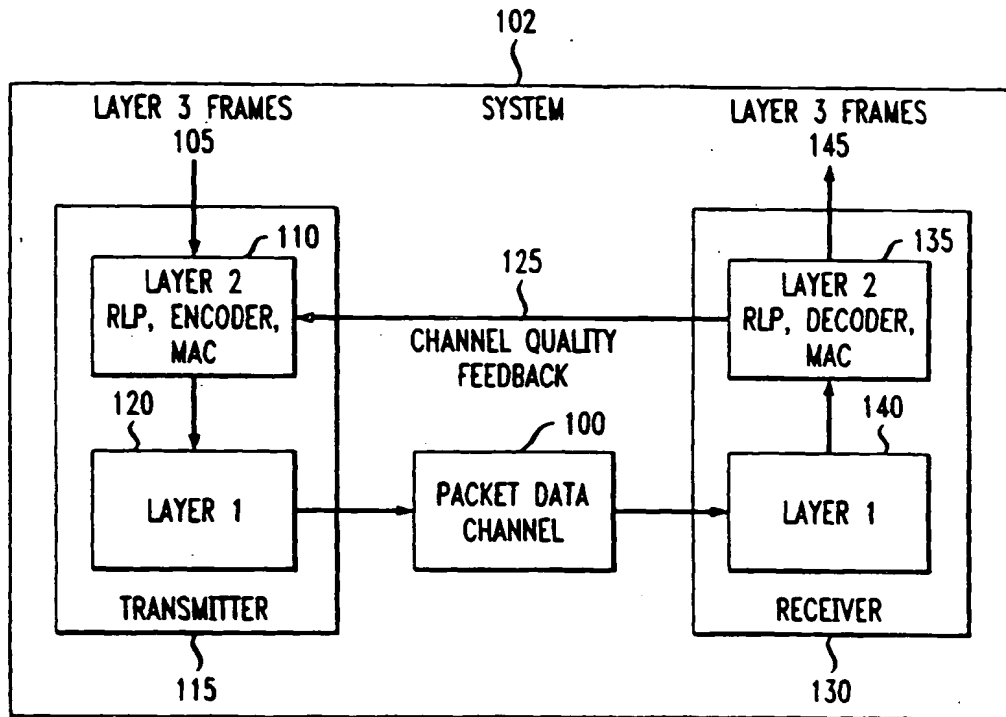 102
LAYER 3 FRAMES
SYSTEM
LAYER 3 FRAMES
105
145
110
LAYER 2
RLP, ENCODER,
MAC
125
CHANNEL QUALITY
FEEDBACK
135
LAYER 2
RLP, DECODER,
MAC
120
LAYER 1
100
PACKET DATA
CHANNEL
140
LAYER 1
TRANSMITTER
RECEIVER
115
130